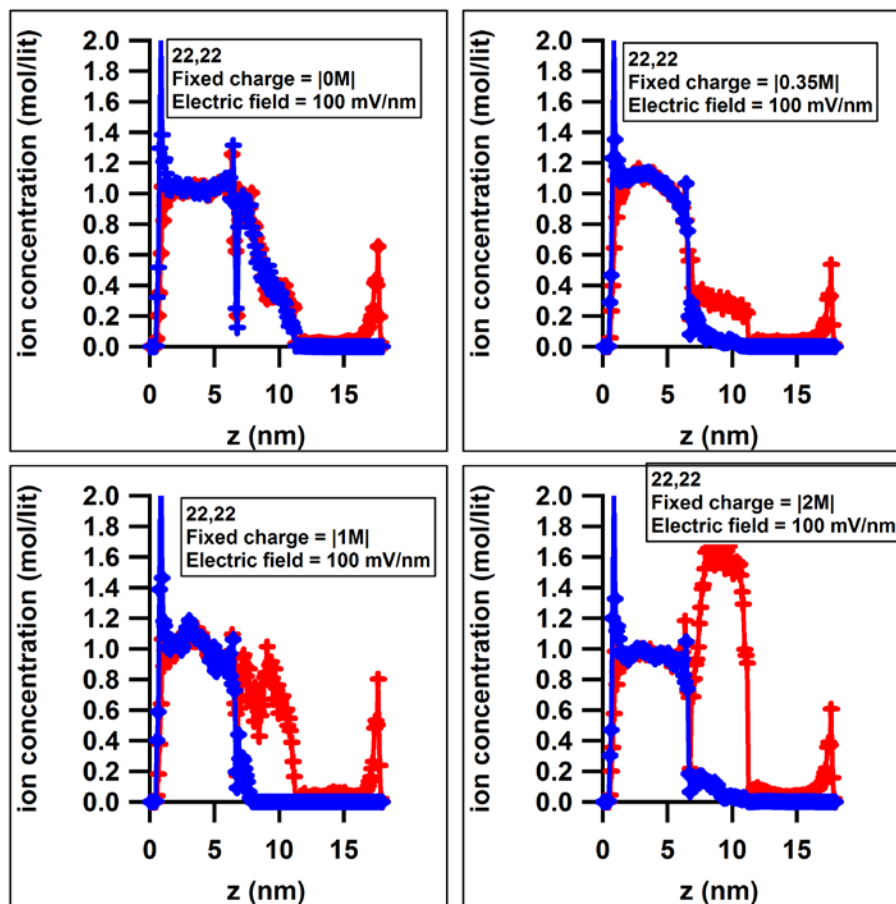 ion concentration (mol/lit)
2.0
1.8
1.6
1.4
1.2
1.0
0.8
0.6
0.4
0.2
0.0
22,22
Fixed charge = |0M|
Electric field = 100 mV/nm
0 5 10 15
z (nm)
ion concentration (mol/lit)
2.0
1.8
1.6
1.4
1.2
1.0
0.8
0.6
0.4
0.2
0.0
22,22
Fixed charge = |0.35M|
Electric field = 100 mV/nm
0 5 10 15
z (nm)
ion concentration (mol/lit)
2.0
1.8
1.6
1.4
1.2
1.0
0.8
0.6
0.4
0.2
0.0
22,22
Fixed charge = |1M|
Electric field = 100 mV/nm
0 5 10 15
z (nm)
ion concentration (mol/lit)
2.0
1.8
1.6
1.4
1.2
1.0
0.8
0.6
0.4
0.2
0.0
22,22
Fixed charge = |2M|
Electric field = 100 mV/nm
0 5 10 15
z (nm)